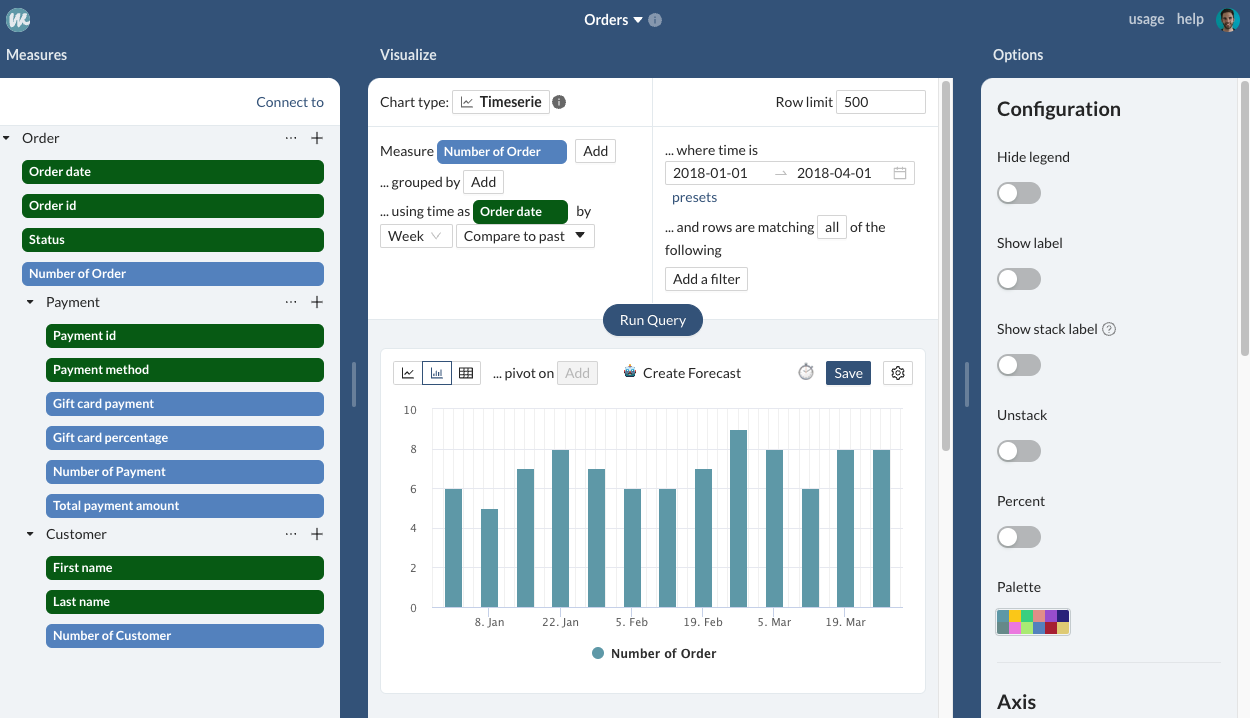 Orders
usage help
Measures
Visualize
Options
Connect to
Order
Order date
Order id
Status
Number of Order
Payment
Payment id
Payment method
Gift card payment
Gift card percentage
Number of Payment
Total payment amount
Customer
First name
Last name
Number of Customer
Chart type: Timeserie
Row limit 500
Measure Number of Order Add
... grouped by Add
... using time as Order date by
Week Compare to past
... where time is
2018-01-01 → 2018-04-01
presets
... and rows are matching all of the
following
Add a filter
Run Query
... pivot on Add Create Forecast Save
10
8
6
4
2
0
8. Jan 22. Jan 5. Feb 19. Feb 5. Mar 19. Mar
Number of Order
Configuration
Hide legend
Show label
Show stack label ?
Unstack
Percent
Palette
Axis